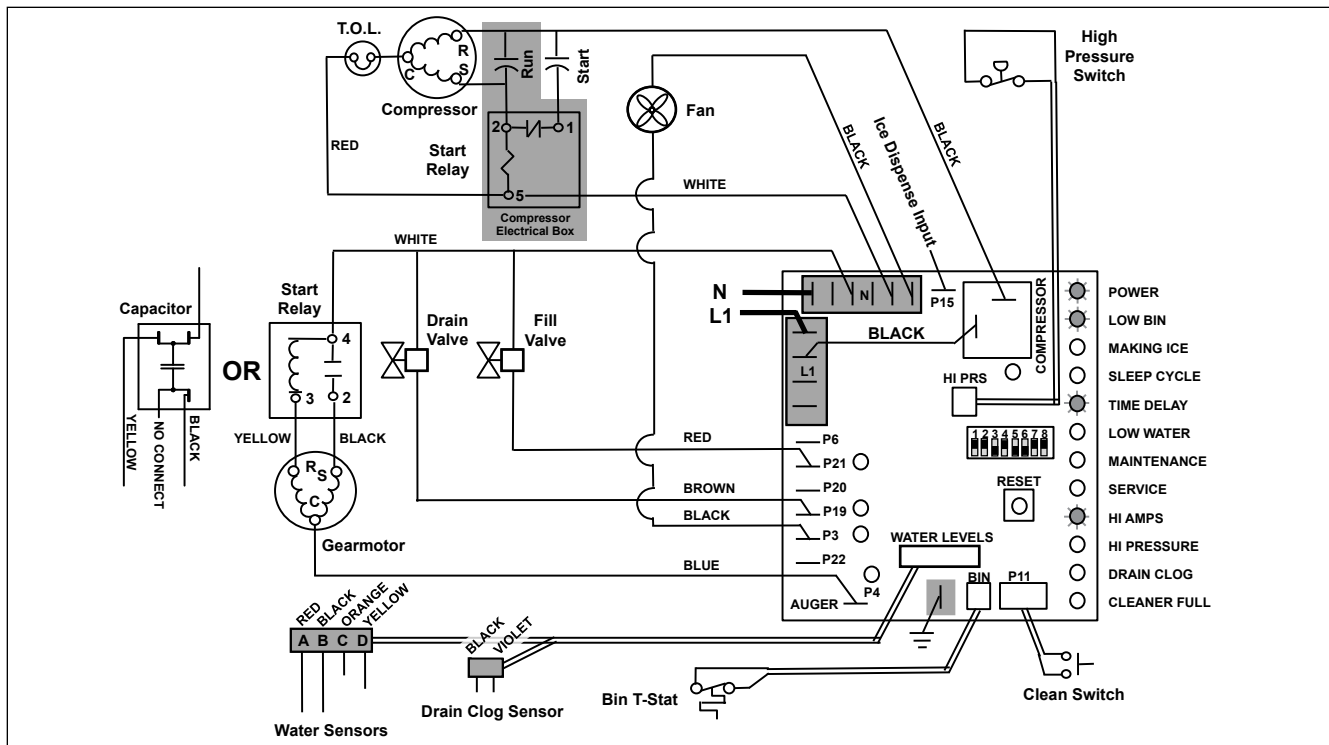 T.O.L.
R
S
C
Compressor
Run
Start
2
1
Start
Relay
5
Compressor
Electrical Box
RED
WHITE
Fan
BLACK
Ice Dispense Input
BLACK
High
Pressure
Switch
WHITE
Capacitor
YELLOW
NO CONNECT
BLACK
OR
Start
Relay
4
3
2
YELLOW
BLACK
R
S
C
Gearmotor
Drain
Valve
Fill
Valve
N
L1
N
L1
P15
BLACK
COMPRESSOR
HI PRS
1 2 3 4 5 6 7 8
RESET
RED
BROWN
BLACK
BLUE
P6
P21
P20
P19
P3
P22
P4
AUGER
WATER LEVELS
BIN
P11
POWER
LOW BIN
MAKING ICE
SLEEP CYCLE
TIME DELAY
LOW WATER
MAINTENANCE
SERVICE
HI AMPS
HI PRESSURE
DRAIN CLOG
CLEANER FULL
RED
BLACK
ORANGE
YELLOW
A B C D
Water Sensors
BLACK
VIOLET
Drain Clog Sensor
Bin T-Stat
Clean Switch